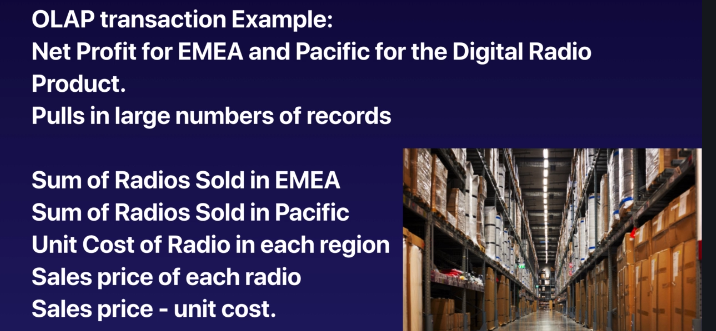 OLAP transaction Example:
Net Profit for EMEA and Pacific for the Digital Radio
Product.
Pulls in large numbers of records
Sum of Radios Sold in EMEA
Sum of Radios Sold in Pacific
Unit Cost of Radio in each region
Sales price of each radio
Sales price - unit cost.